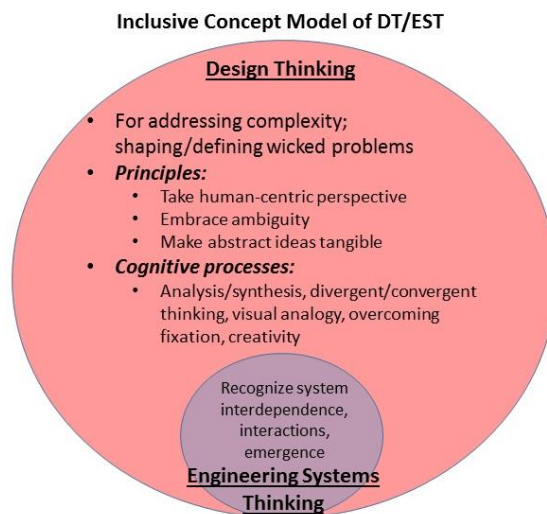 Inclusive Concept Model of DT/EST
Design Thinking
• For addressing complexity;
shaping/defining wicked problems
• Principles:
• Take human-centric perspective
• Embrace ambiguity
• Make abstract ideas tangible
• Cognitive processes:
• Analysis/synthesis, divergent/convergent
thinking, visual analogy, overcoming
fixation, creativity
Recognize system
interdependence,
interactions,
emergence
Engineering Systems
Thinking